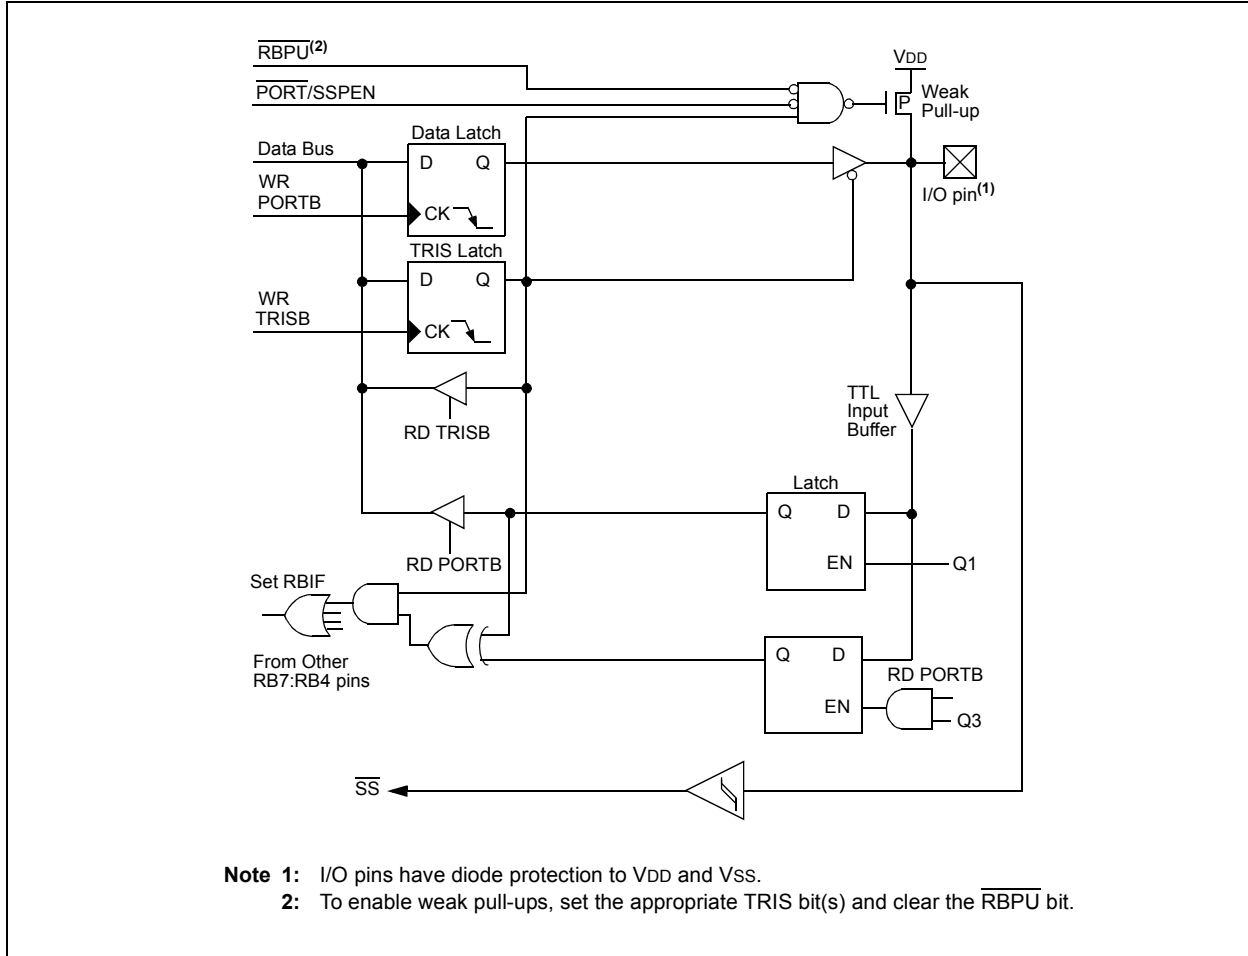 RBPU(2)
VDD
PORT/SSPEN
P
Weak
Pull-up
Data Latch
Data Bus
D Q
WR
PORTB
CK
I/O pin(1)
TRIS Latch
D Q
WR
TRISB
CK
RD TRISB
TTL
Input
Buffer
Latch
Q D
EN
Q1
RD PORTB
Set RBIF
From Other
RB7:RB4 pins
Q D
RD PORTB
EN
Q3
SS
Note 1: I/O pins have diode protection to VDD and VSS.
2: To enable weak pull-ups, set the appropriate TRIS bit(s) and clear the RBPU bit.